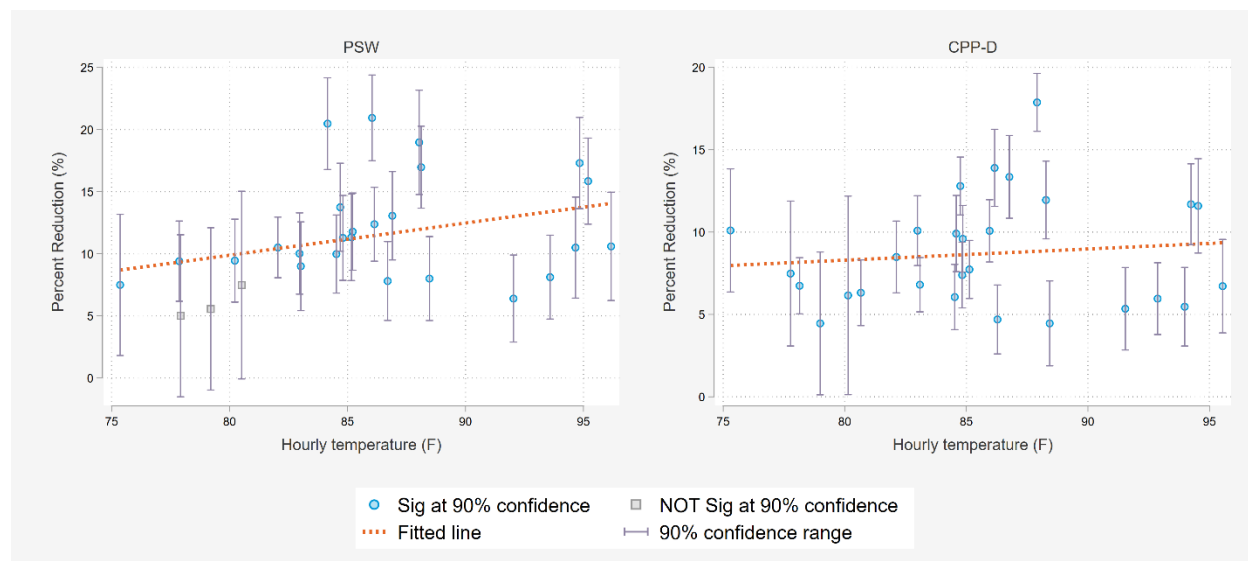 PSW
25
20
15
10
5
0
Percent Reduction (%)
75 80 85 90 95
Hourly temperature (F)
CPP-D
20
15
10
5
0
Percent Reduction (%)
75 80 85 90 95
Hourly temperature (F)
Sig at 90% confidence NOT Sig at 90% confidence
Fitted line 90% confidence range